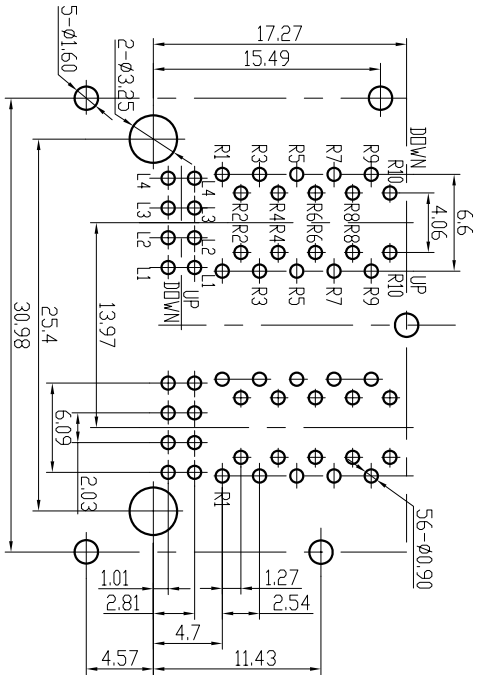 17.27
15.49
5-ø1.60
2-ø3.25
DOWN
R1
R3
R5
R7
R9
R10
6.6
4.06
L4
L3
L2
L1
L4
L3
L2
L1
R2
R4
R6
R8
R2
R4
R6
R8
R3
R5
R7
R9
R10
UP
UP
DOWN
13.97
25.4
30.98
6.09
2.03
R1
56-ø0.90
1.01
1.27
2.81
2.54
4.7
4.57
11.43